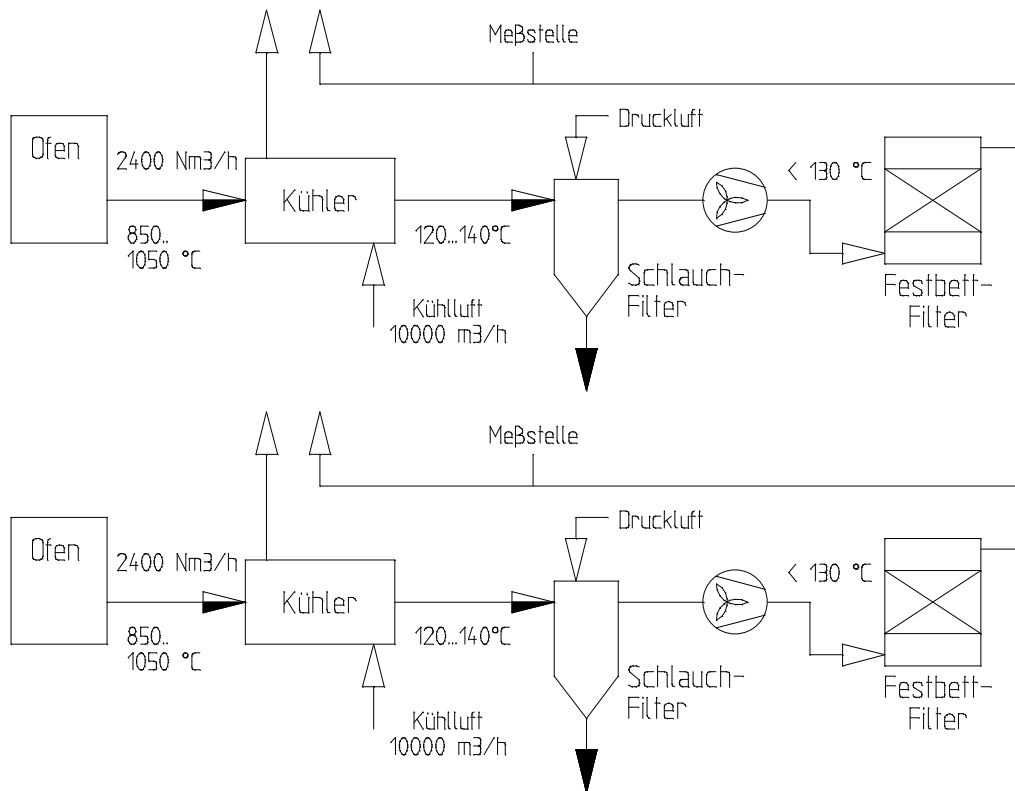 Meßstelle
Druckluft
Ofen
2400 Nm3/h
< 130 °C
Kühler
850..
1050 °C
120...140°C
Schlauch-
Filter
Festbett-
Filter
Kühlluft
10000 m3/h
Meßstelle
Druckluft
Ofen
2400 Nm3/h
< 130 °C
Kühler
850..
1050 °C
120...140°C
Schlauch-
Filter
Festbett-
Filter
Kühlluft
10000 m3/h